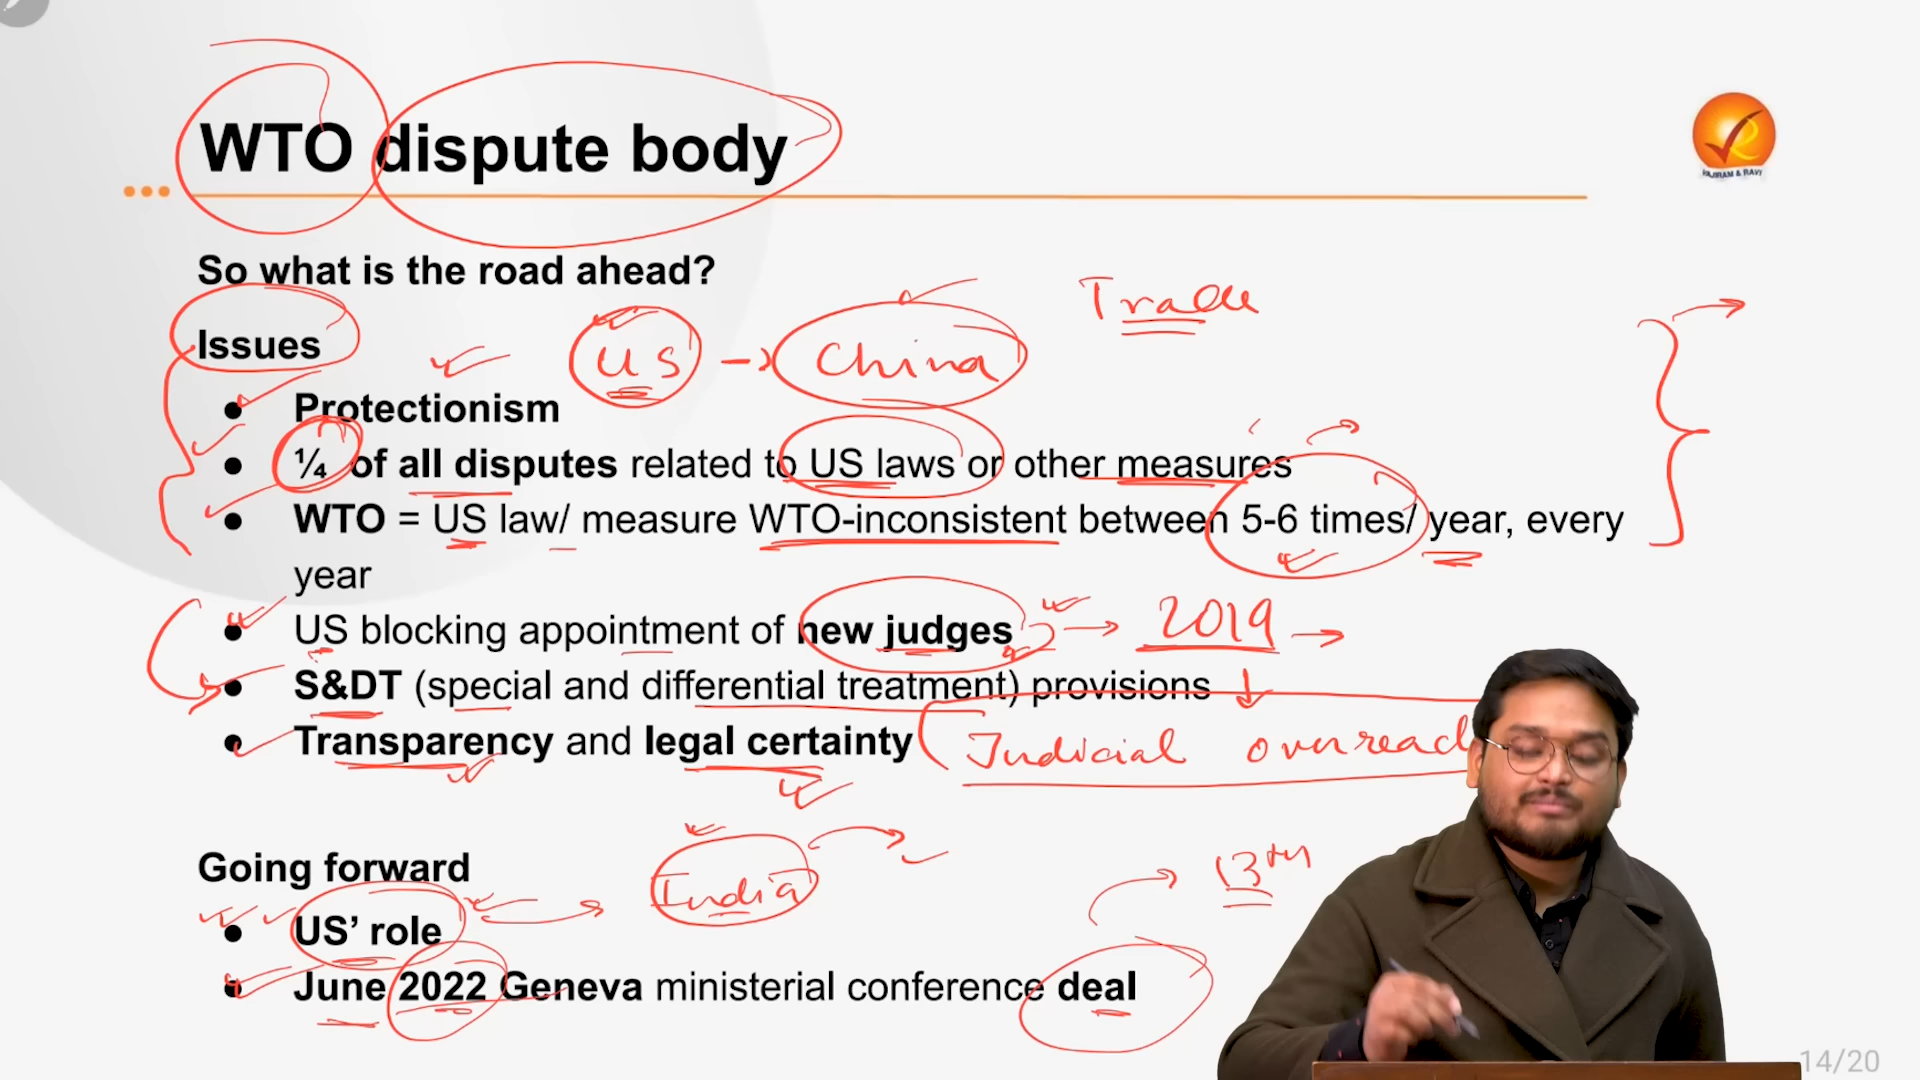 WTO dispute body
VAJIRAM & RAVI
So what is the road ahead?
Trade
Issues
US → China
● Protectionism
● ¼ of all disputes related to US laws or other measures
● WTO = US law/ measure WTO-inconsistent between 5-6 times/ year, every
year
● US blocking appointment of new judges → 2019 →
● S&DT (special and differential treatment) provisions
● Transparency and legal certainty
Judicial overreach
Going forward
India
13th
● US' role
● June 2022 Geneva ministerial conference deal
14/20